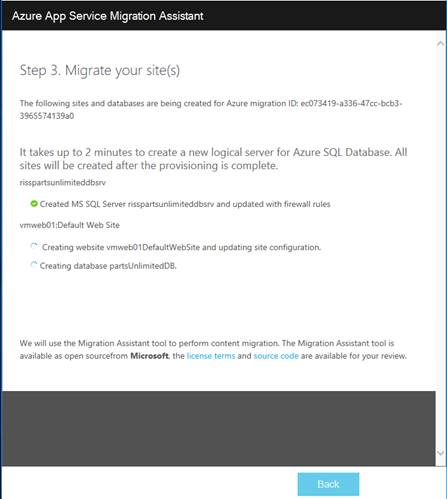 Azure App Service Migration Assistant
Step 3. Migrate your site(s)
The following sites and databases are being created for Azure migration ID: ec073419-a336-47cc-bcb3-
3965574139a0
It takes up to 2 minutes to create a new logical server for Azure SQL Database. All
sites will be created after the provisioning is complete.
risspartsunlimiteddbsrv
Created MS SQL Server risspartsunlimiteddbsrv and updated with firewall rules
vmweb01:Default Web Site
Creating website vmweb01DefaultWebSite and updating site configuration.
Creating database partsUnlimitedDB.
We will use the Migration Assistant tool to perform content migration. The Migration Assistant tool is
available as open sourcefrom Microsoft, the license terms and source code are available for your review.
Back